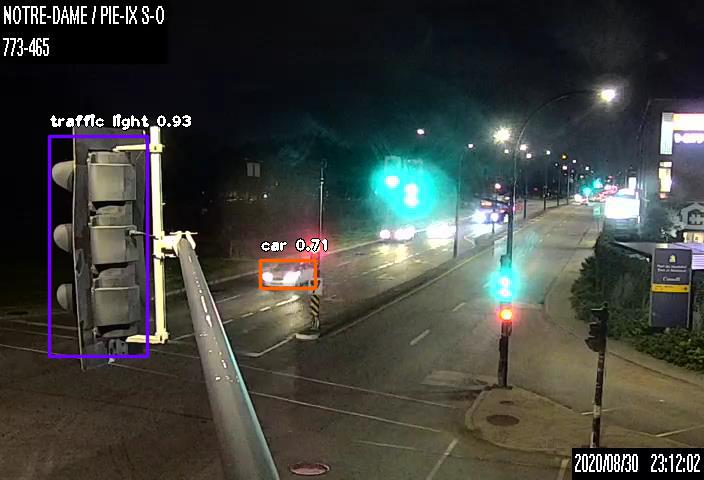 NOTRE-DAME / PIE-IX S-O
773-465
traffic light 0.93
car 0.71
Canada
2020/08/30 23:12:02